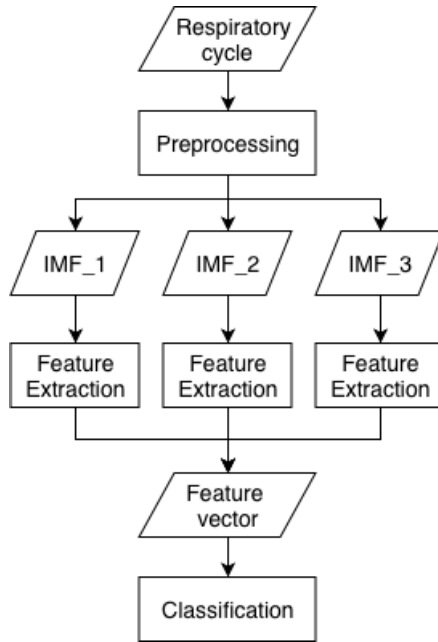 Respiratory
cycle
Preprocessing
IMF_1
IMF_2
IMF_3
Feature
Extraction
Feature
Extraction
Feature
Extraction
Feature
vector
Classification